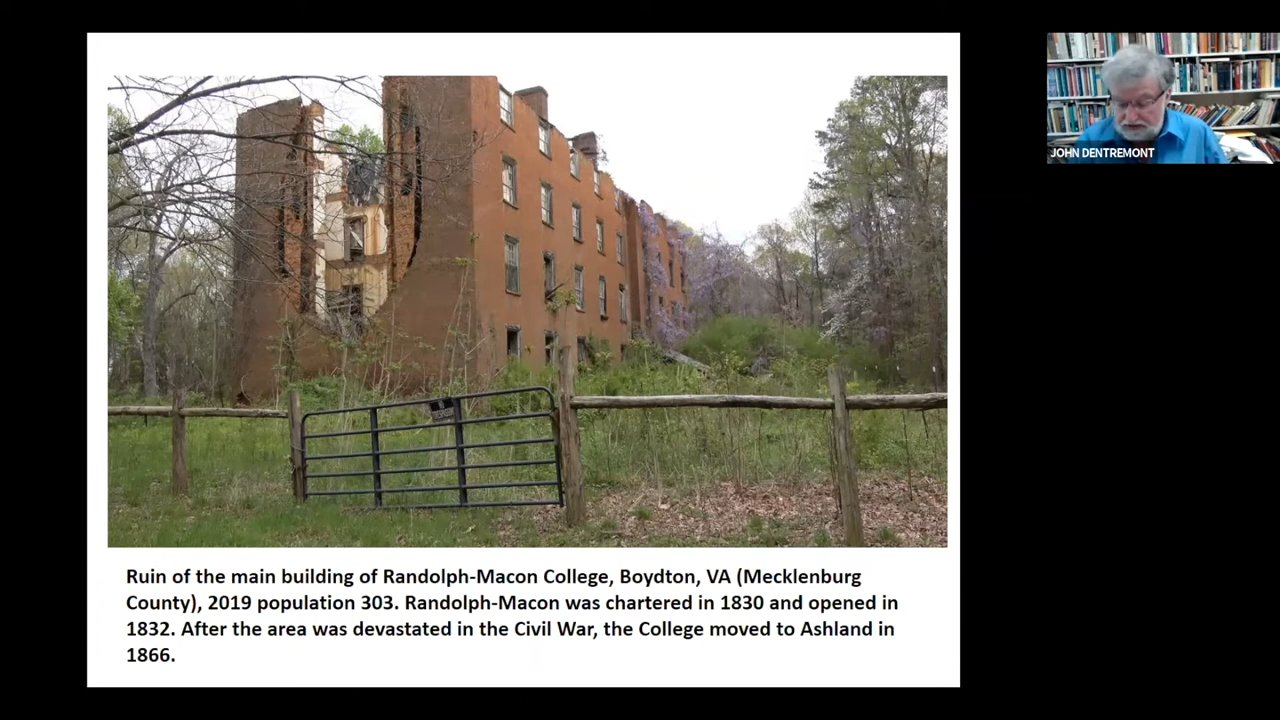 JOHN DENTREMONT
Ruin of the main building of Randolph-Macon College, Boydton, VA (Mecklenburg
County), 2019 population 303. Randolph-Macon was chartered in 1830 and opened in
1832. After the area was devastated in the Civil War, the College moved to Ashland in
1866.